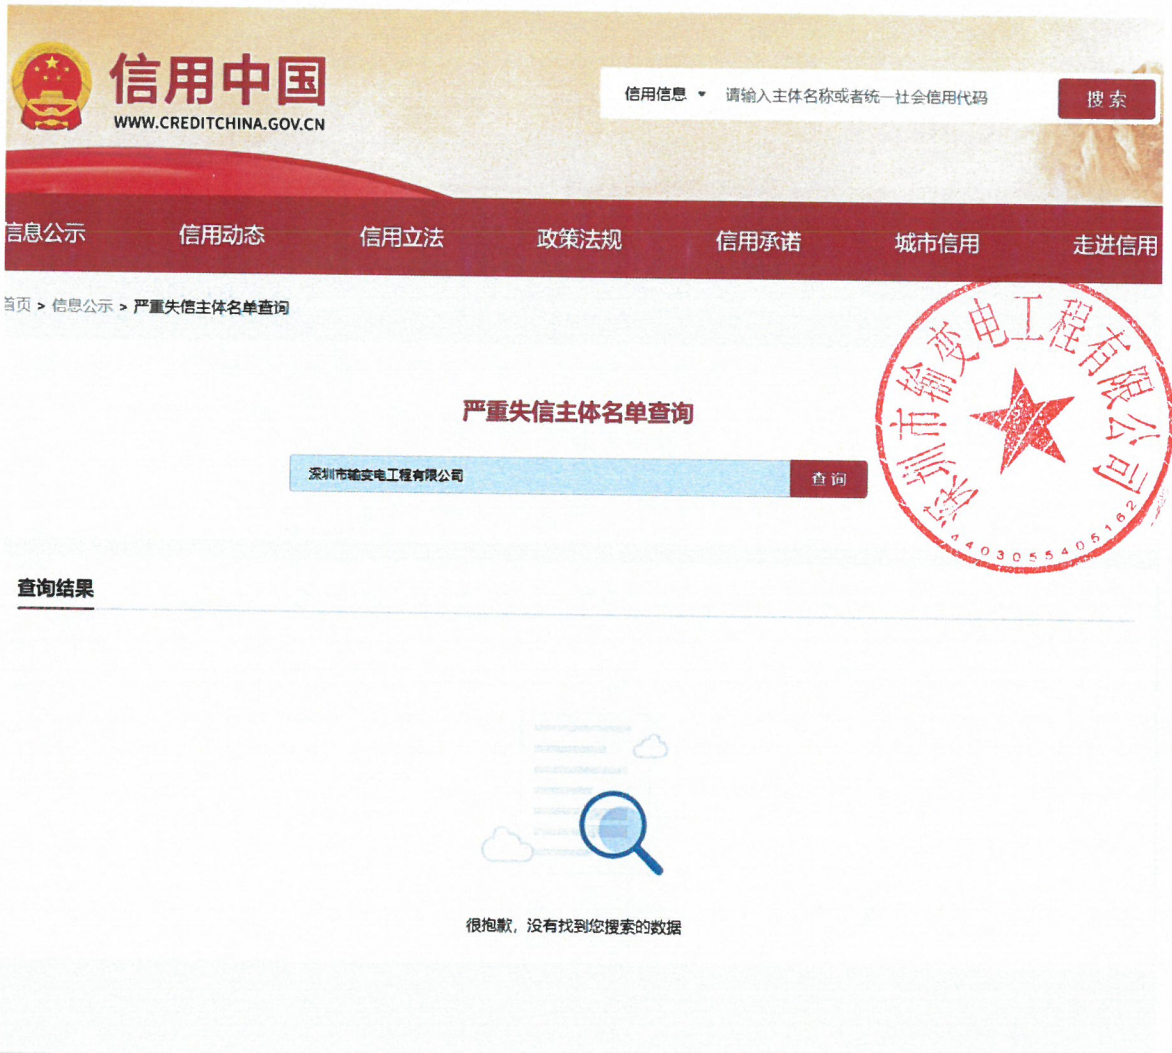 信用中国
WWW.CREDITCHINA.GOV.CN
信用信息 请输入主体名称或者统一社会信用代码 搜索
信息公示 信用动态 信用立法 政策法规 信用承诺 城市信用 走进信用
首页 > 信息公示 > 严重失信主体名单查询
严重失信主体名单查询
深圳市输变电工程有限公司 查询
深圳市输变电工程有限公司
4403055405162
查询结果
很抱歉，没有找到您搜索的数据